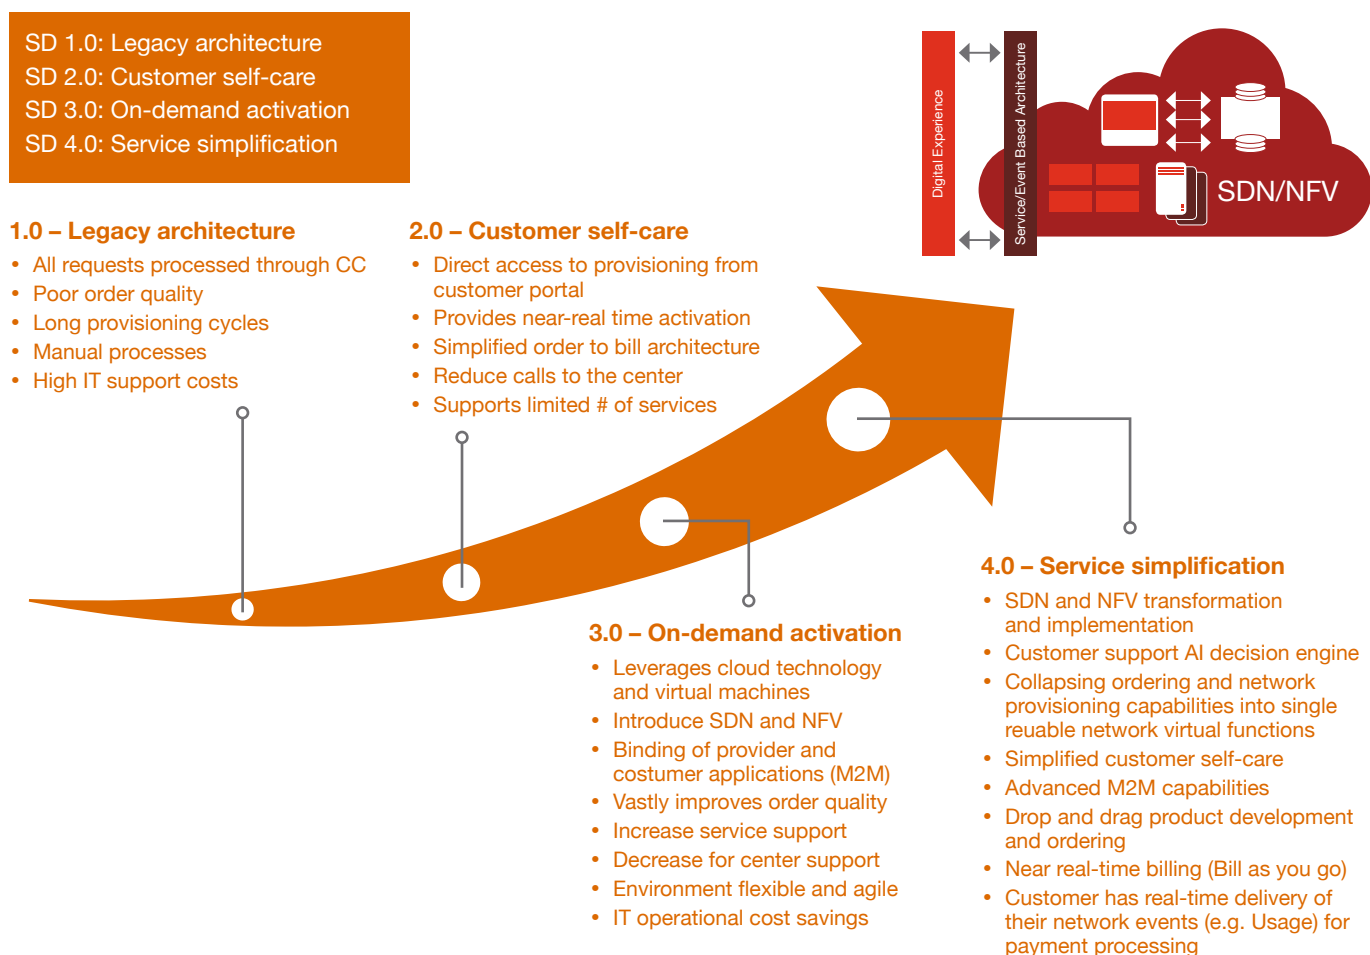 SD 1.0: Legacy architecture
SD 2.0: Customer self-care
SD 3.0: On-demand activation
SD 4.0: Service simplification
Digital Experience
Service/Event Based Architecture
SDN/NFV
1.0 – Legacy architecture
• All requests processed through CC
• Poor order quality
• Long provisioning cycles
• Manual processes
• High IT support costs
2.0 – Customer self-care
• Direct access to provisioning from
customer portal
• Provides near-real time activation
• Simplified order to bill architecture
• Reduce calls to the center
• Supports limited # of services
3.0 – On-demand activation
• Leverages cloud technology
and virtual machines
• Introduce SDN and NFV
• Binding of provider and
costumer applications (M2M)
• Vastly improves order quality
• Increase service support
• Decrease for center support
• Environment flexible and agile
• IT operational cost savings
4.0 – Service simplification
• SDN and NFV transformation
and implementation
• Customer support AI decision engine
• Collapsing ordering and network
provisioning capabilities into single
reuable network virtual functions
• Simplified customer self-care
• Advanced M2M capabilities
• Drop and drag product development
and ordering
• Near real-time billing (Bill as you go)
• Customer has real-time delivery of
their network events (e.g. Usage) for
payment processing